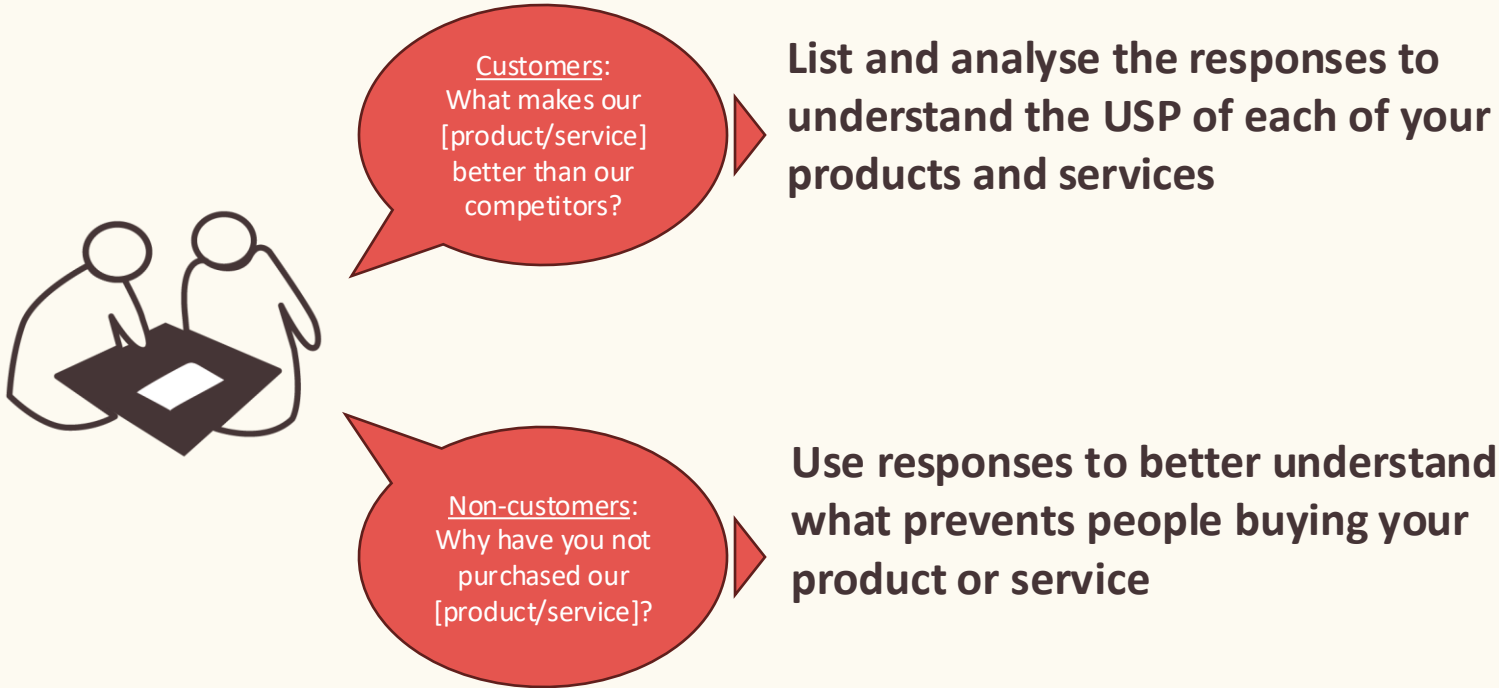 Customers:
What makes our
[product/service]
better than our
competitors?
List and analyse the responses to
understand the USP of each of your
products and services
Non-customers:
Why have you not
purchased our
[product/service]?
Use responses to better understand
what prevents people buying your
product or service